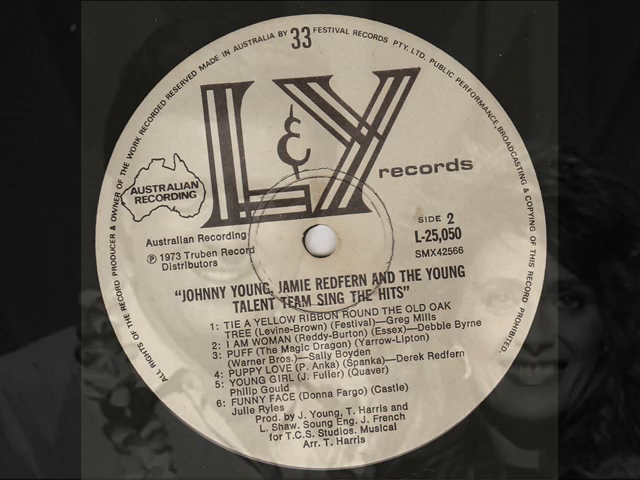 ALL RIGHTS OF THE RECORD PRODUCER & OWNER OF THE WORK RECORDED RESERVED MADE IN AUSTRALIA BY FESTIVAL RECORDS PTY. LTD. PUBLIC PERFORMANCE, BROADCASTING & COPYING OF THIS RECORD PROHIBITED.
33
L & Y
records
AUSTRALIAN
RECORDING
SIDE 2
L-25,050
SMX42566
Australian Recording
℗ 1973 Truben Record
Distributors
"JOHNNY YOUNG, JAMIE REDFERN AND THE YOUNG
TALENT TEAM SING THE HITS"
1: TIE A YELLOW RIBBON ROUND THE OLD OAK
TREE (Levine-Brown) (Festival)—Greg Mills
2: I AM WOMAN (Reddy-Burton) (Essex)—Debbie Byrne
3: PUFF (The Magic Dragon) (Yarrow-Lipton)
(Warner Bros.)—Sally Boyden
4: PUPPY LOVE (P. Anka) (Spanka)—Derek Redfern
5: YOUNG GIRL (J. Fuller) (Quaver)
Philip Gould
6: FUNNY FACE (Donna Fargo) (Castle)
Julie Ryles
Prod. by J. Young, T. Harris and
L. Shaw. Soung Eng. J. French
for T.C.S. Studios. Musical
Arr. T. Harris